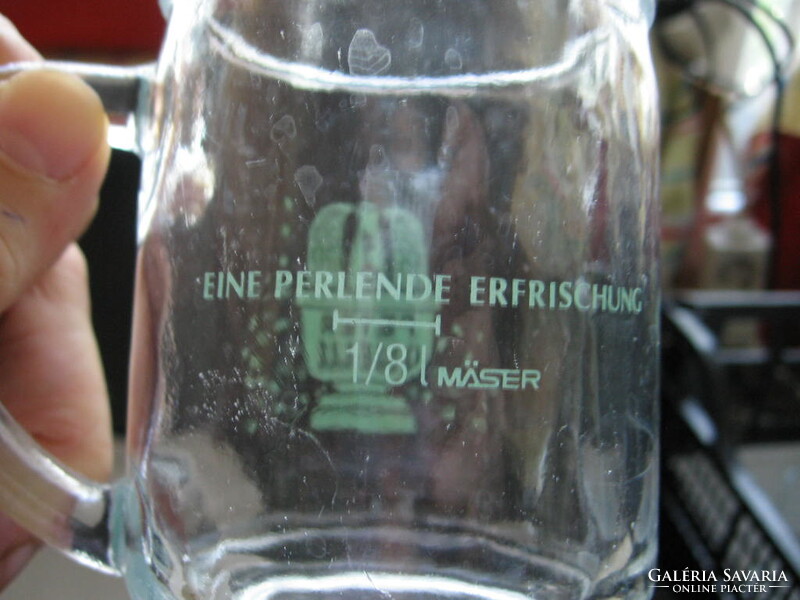 EINE PERLENDE ERFRISCHUNG
1/8 l MÄSER
GALÉRIA SAVARIA
ONLINE PIACTÉR